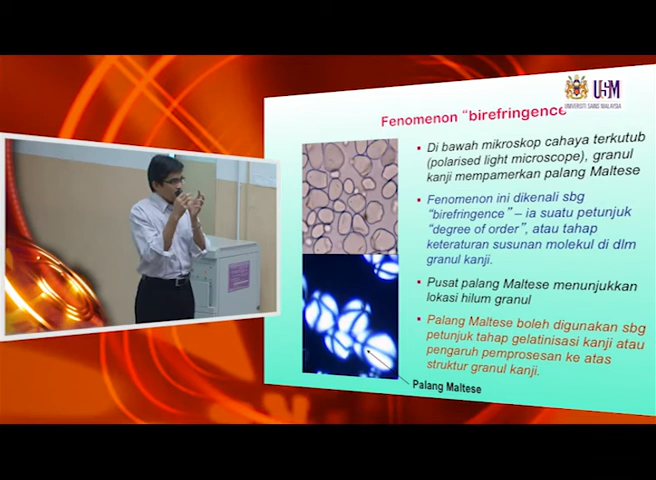 USM
UNIVERSITI SAINS MALAYSIA
Fenomenon "birefringence
Di bawah mikroskop cahaya terkutub
(polarised light microscope), granul
kanji mempamerkan palang Maltese
Fenomenon ini dikenali sbg
"birefringence" – ia suatu petunjuk
"degree of order", atau tahap
keteraturan susunan molekul di dlm
granul kanji.
Pusat palang Maltese menunjukkan
lokasi hilum granul
Palang Maltese boleh digunakan sbg
petunjuk tahap gelatinisasi kanji atau
pengaruh pemprosesan ke atas
struktur granul kanji.
Palang Maltese